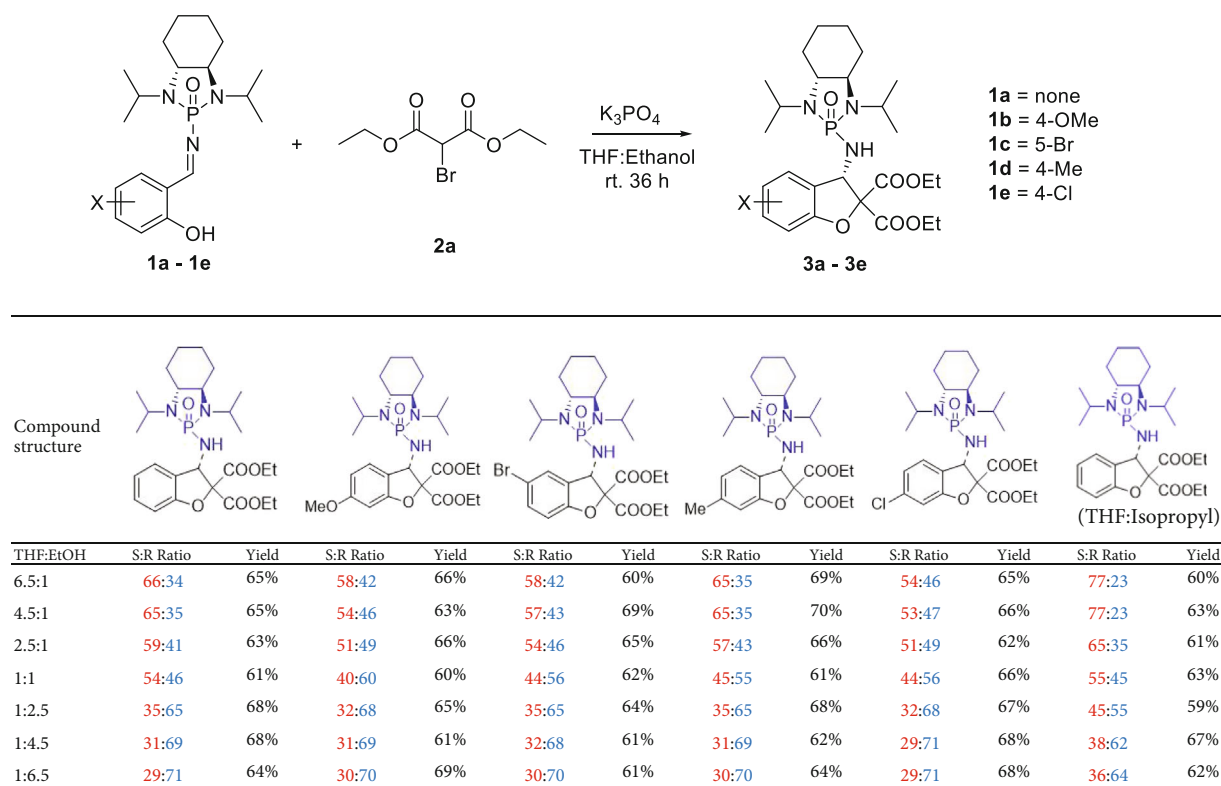 O
N P N
N
X
OH
1a - 1e
+
O O
O O
Br
2a
K3PO4
THF:Ethanol
rt. 36 h
O
N P N
NH
X
COOEt
O COOEt
3a - 3e
1a = none
1b = 4-OMe
1c = 5-Br
1d = 4-Me
1e = 4-Cl
Compound
structure
N O N
P
NH
COOEt
O COOEt
N O N
P
NH
COOEt
MeO O COOEt
N O N
P
NH
Br COOEt
O COOEt
N O N
P
NH
COOEt
Me O COOEt
N O N
P
NH
COOEt
Cl O COOEt
N O N
P
NH
COOEt
O COOEt
(THF:Isopropyl)
THF:EtOH S:R Ratio Yield S:R Ratio Yield S:R Ratio Yield S:R Ratio Yield S:R Ratio Yield S:R Ratio Yield
6.5:1 66:34 65% 58:42 66% 58:42 60% 65:35 69% 54:46 65% 77:23 60%
4.5:1 65:35 65% 54:46 63% 57:43 69% 65:35 70% 53:47 66% 77:23 63%
2.5:1 59:41 63% 51:49 66% 54:46 65% 57:43 66% 51:49 62% 65:35 61%
1:1 54:46 61% 40:60 60% 44:56 62% 45:55 61% 44:56 66% 55:45 63%
1:2.5 35:65 68% 32:68 65% 35:65 64% 35:65 68% 32:68 67% 45:55 59%
1:4.5 31:69 68% 31:69 61% 32:68 61% 31:69 62% 29:71 68% 38:62 67%
1:6.5 29:71 64% 30:70 69% 30:70 61% 30:70 64% 29:71 68% 36:64 62%